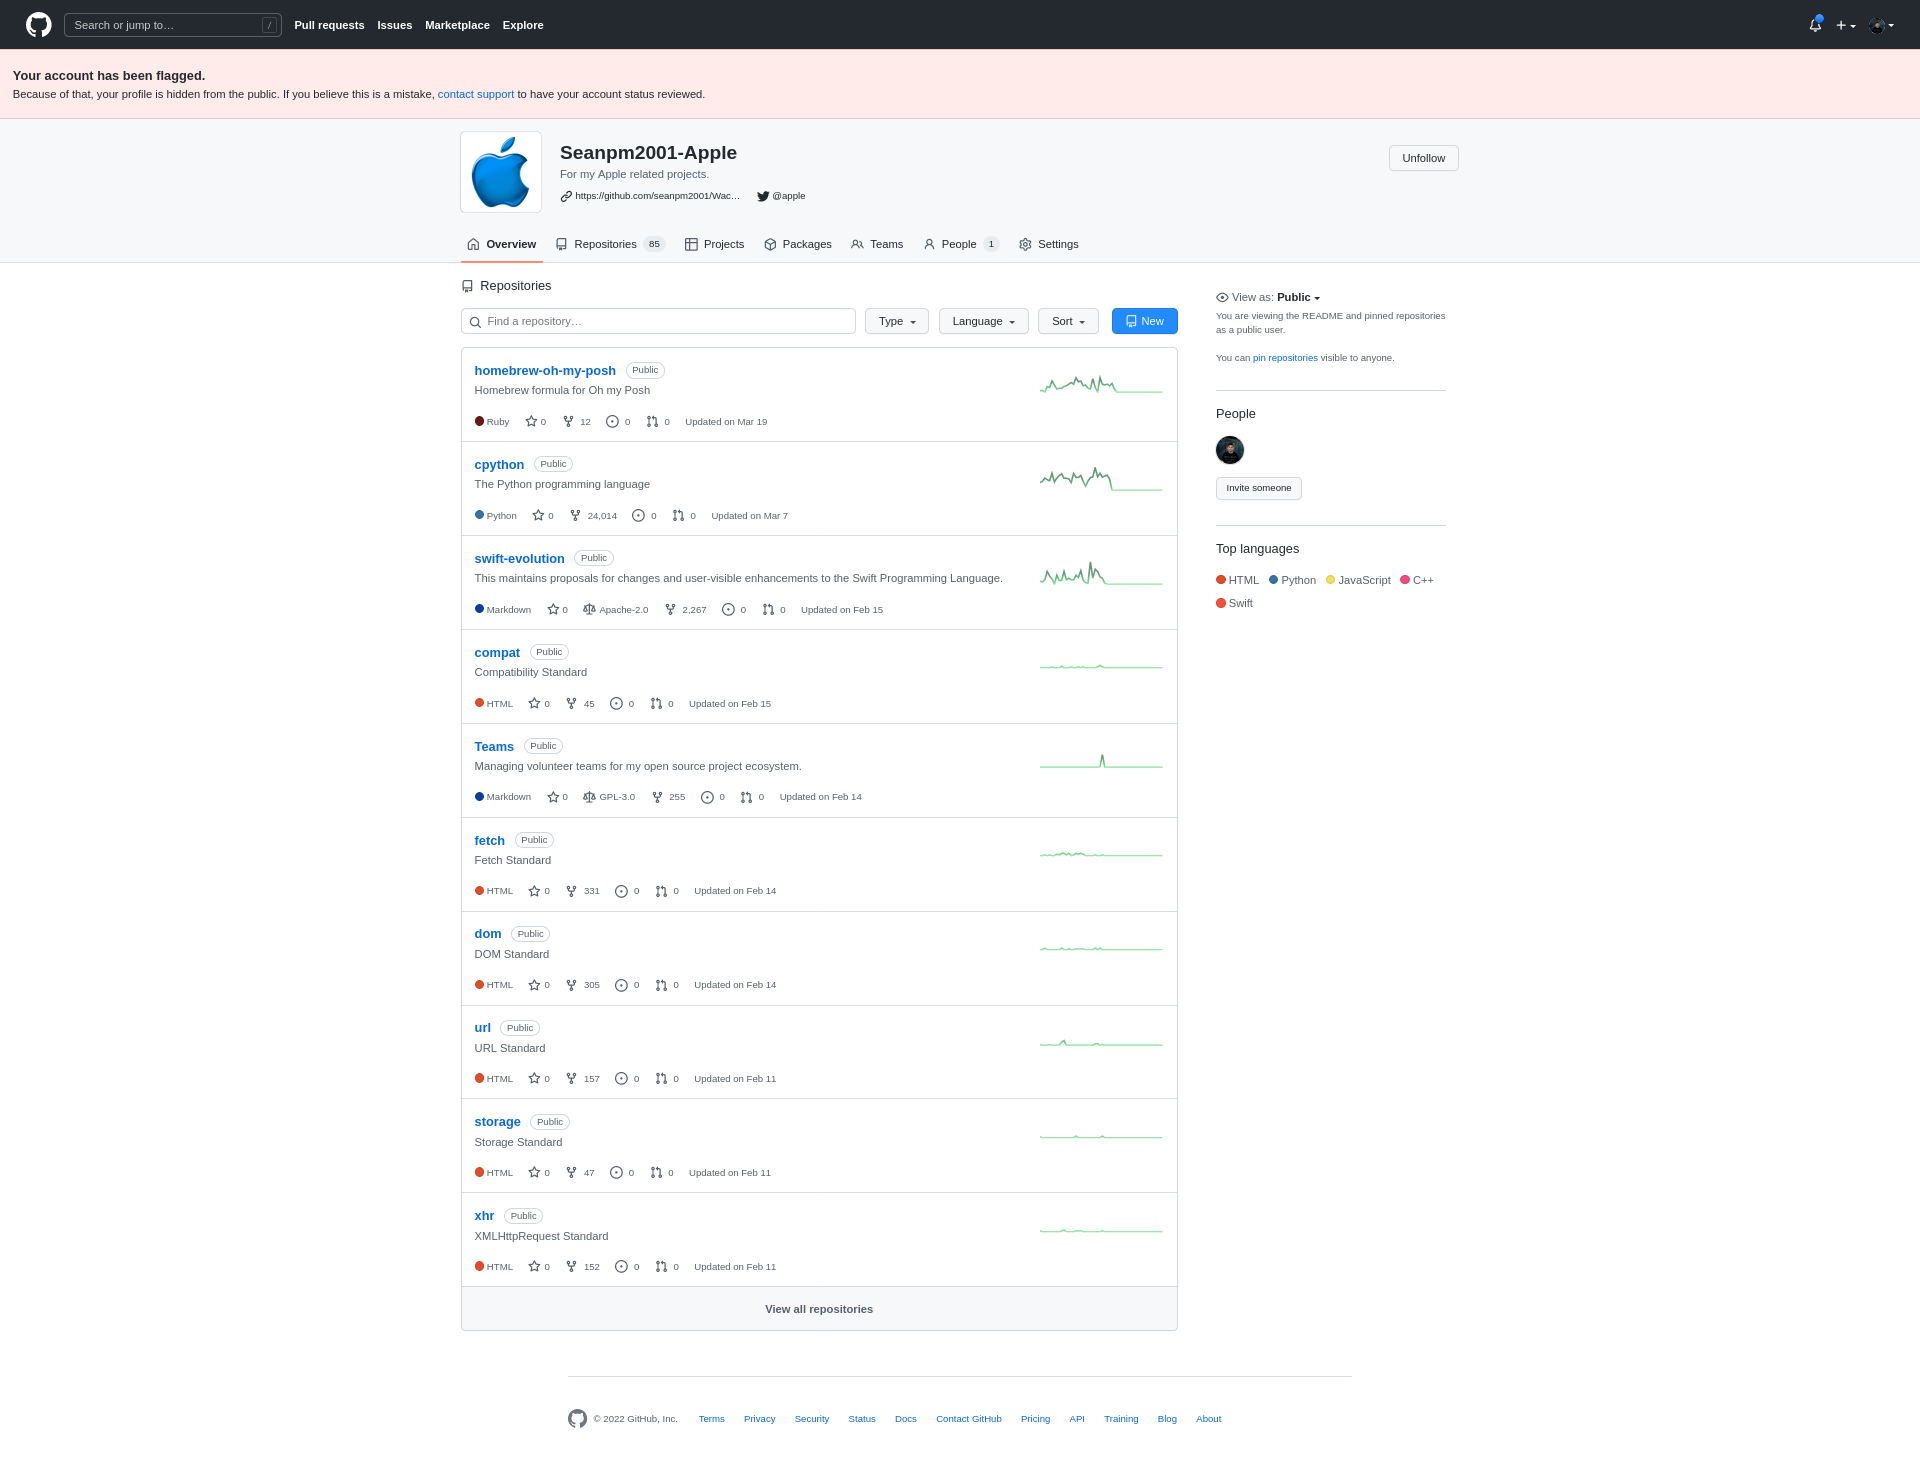 Search or jump to… /
Pull requests Issues Marketplace Explore
Your account has been flagged.
Because of that, your profile is hidden from the public. If you believe this is a mistake, contact support to have your account status reviewed.
Seanpm2001-Apple
Unfollow
For my Apple related projects.
https://github.com/seanpm2001/Wac… @apple
Overview Repositories 85 Projects Packages Teams People 1 Settings
Repositories
Find a repository… Type Language Sort New
homebrew-oh-my-posh Public
Homebrew formula for Oh my Posh
Ruby 0 12 0 0 Updated on Mar 19
cpython Public
The Python programming language
Python 0 24,014 0 0 Updated on Mar 7
swift-evolution Public
This maintains proposals for changes and user-visible enhancements to the Swift Programming Language.
Markdown 0 Apache-2.0 2,267 0 0 Updated on Feb 15
compat Public
Compatibility Standard
HTML 0 45 0 0 Updated on Feb 15
Teams Public
Managing volunteer teams for my open source project ecosystem.
Markdown 0 GPL-3.0 255 0 0 Updated on Feb 14
fetch Public
Fetch Standard
HTML 0 331 0 0 Updated on Feb 14
dom Public
DOM Standard
HTML 0 305 0 0 Updated on Feb 14
url Public
URL Standard
HTML 0 157 0 0 Updated on Feb 11
storage Public
Storage Standard
HTML 0 47 0 0 Updated on Feb 11
xhr Public
XMLHttpRequest Standard
HTML 0 152 0 0 Updated on Feb 11
View all repositories
View as: Public
You are viewing the README and pinned repositories
as a public user.
You can pin repositories visible to anyone.
People
Invite someone
Top languages
HTML Python JavaScript C++
Swift
© 2022 GitHub, Inc. Terms Privacy Security Status Docs Contact GitHub Pricing API Training Blog About